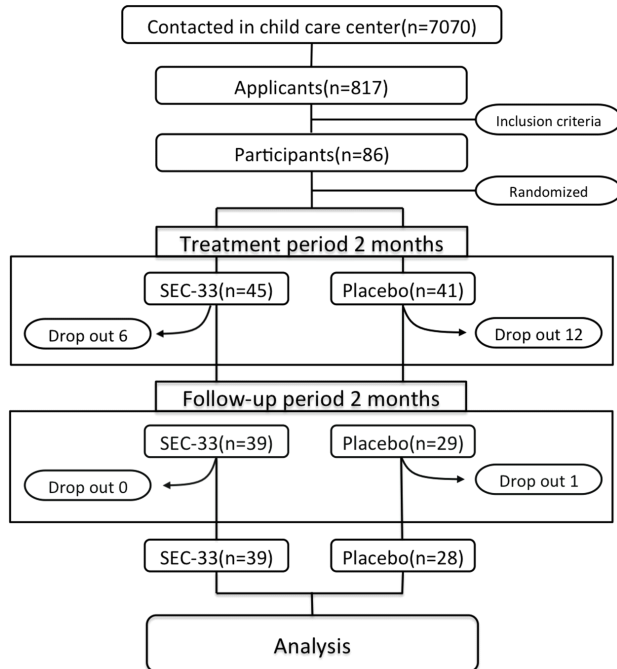 Contacted in child care center(n=7070)
Applicants(n=817)
Inclusion criteria
Participants(n=86)
Randomized
Treatment period 2 months
SEC-33(n=45)
Placebo(n=41)
Drop out 6
Drop out 12
Follow-up period 2 months
SEC-33(n=39)
Placebo(n=29)
Drop out 0
Drop out 1
SEC-33(n=39)
Placebo(n=28)
Analysis